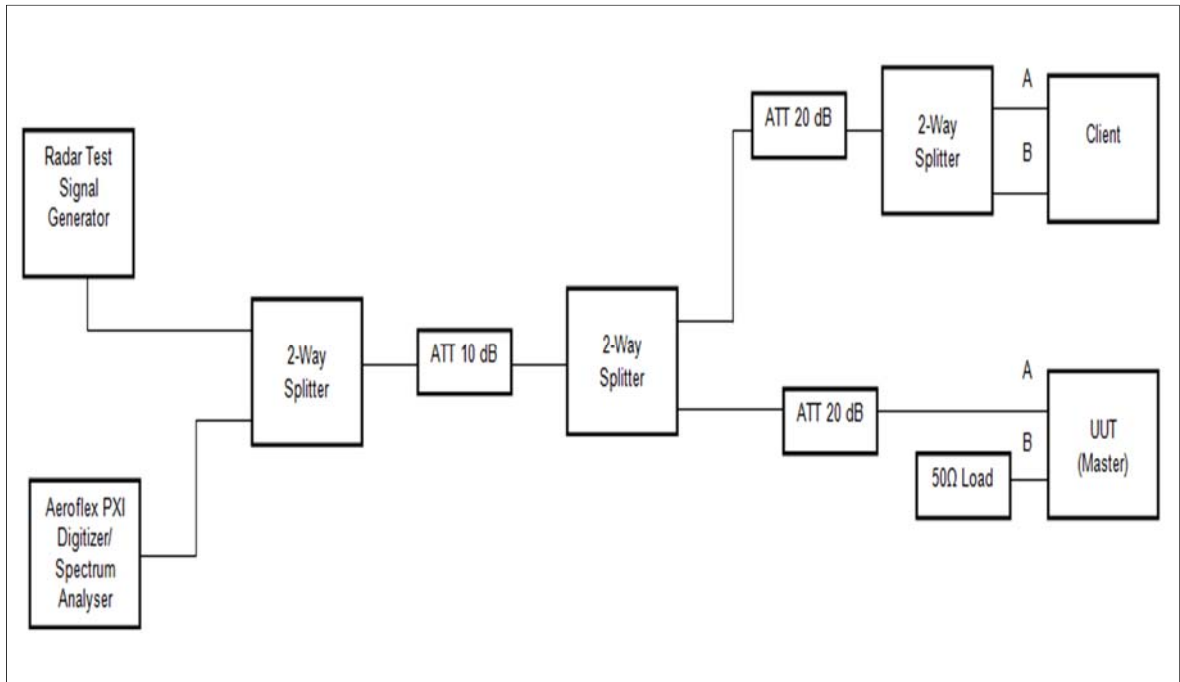 Radar Test
Signal
Generator
Aeroflex PXI
Digitizer/
Spectrum
Analyser
2-Way
Splitter
ATT 10 dB
2-Way
Splitter
ATT 20 dB
2-Way
Splitter
A
B
Client
ATT 20 dB
A
B
50Ω Load
UUT
(Master)